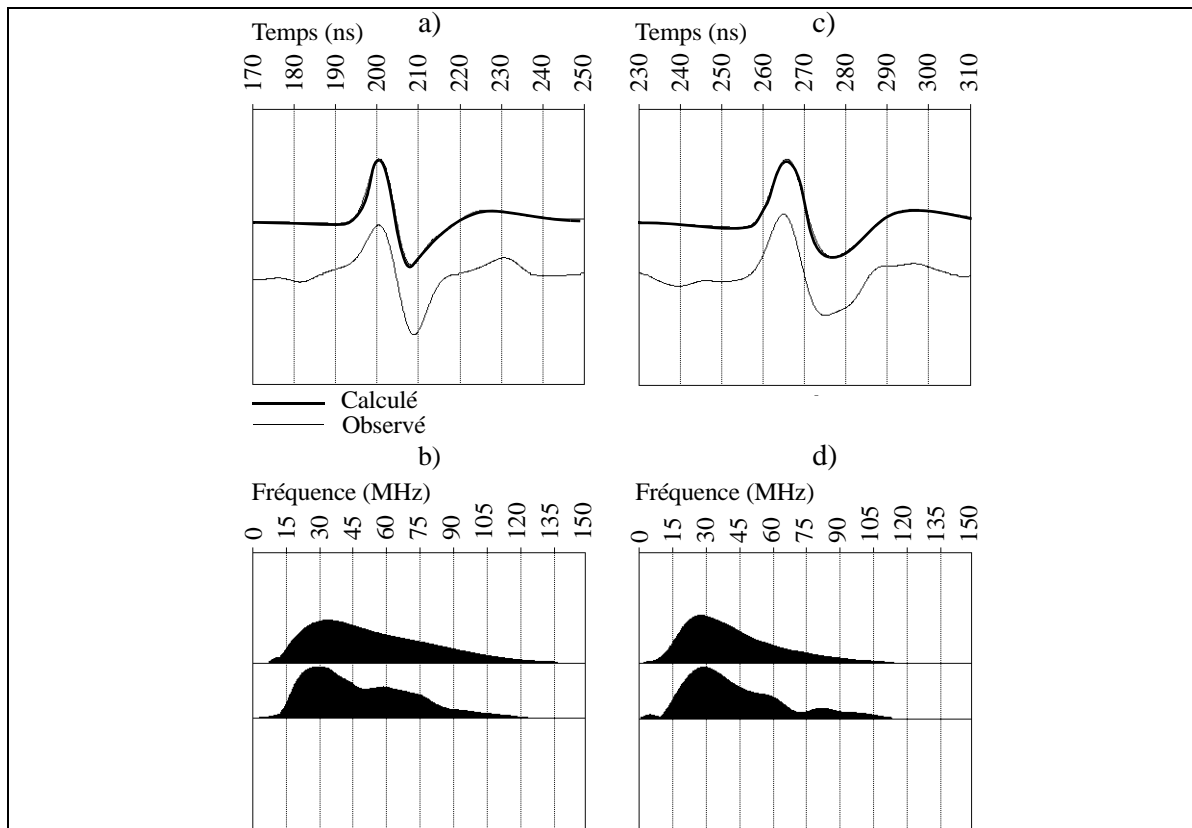 a)
Temps (ns)
170 180 190 200 210 220 230 240 250
c)
Temps (ns)
230 240 250 260 270 280 290 300 310
Calculé
Observé
b)
Fréquence (MHz)
0 15 30 45 60 75 90 105 120 135 150
d)
Fréquence (MHz)
0 15 30 45 60 75 90 105 120 135 150